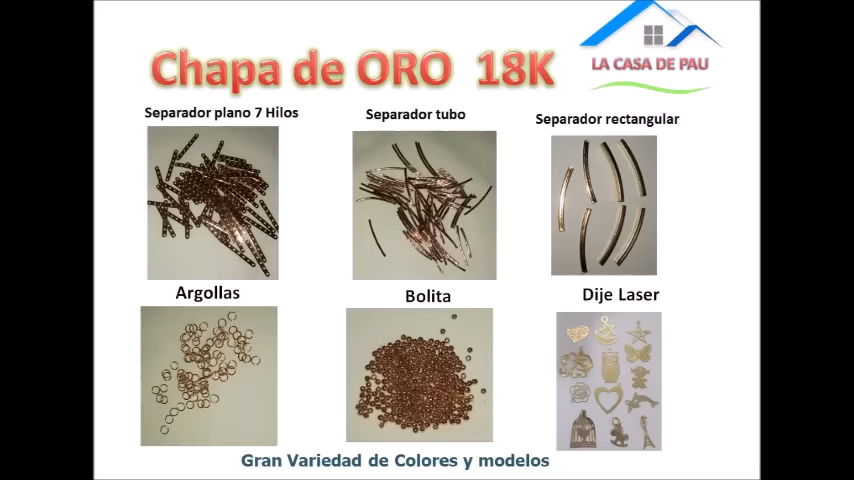 Chapa de ORO 18K
LA CASA DE PAU
Separador plano 7 Hilos
Separador tubo
Separador rectangular
Argollas
Bolita
Dije Laser
Gran Variedad de Colores y modelos